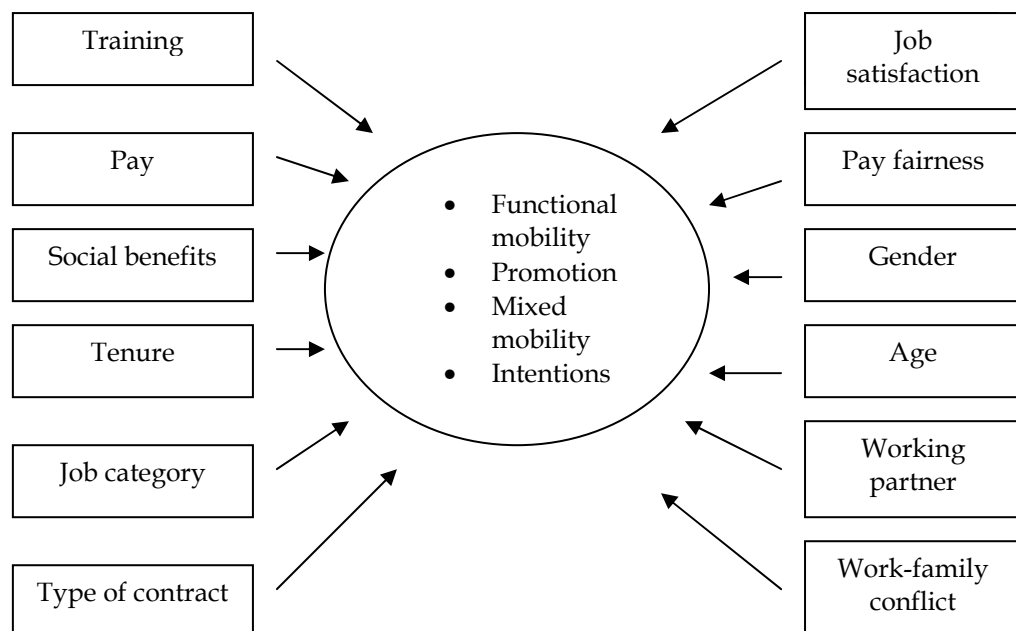 Training
Pay
Social benefits
Tenure
Job category
Type of contract
• Functional
mobility
• Promotion
• Mixed
mobility
• Intentions
Job
satisfaction
Pay fairness
Gender
Age
Working
partner
Work-family
conflict